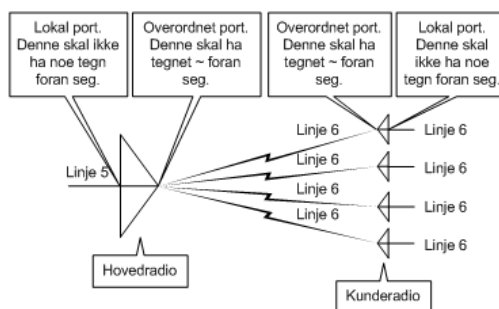 Lokal port.
Denne skal ikke
ha noe tegn
foran seg.
Overordnet port.
Denne skal ha
tegnet ~ foran
seg.
Overordnet port.
Denne skal ha
tegnet ~ foran
seg.
Lokal port.
Denne skal
ikke ha noe
tegn foran seg.
Linje 5
Linje 6
Linje 6
Linje 6
Linje 6
Linje 6
Linje 6
Linje 6
Linje 6
Hovedradio
Kunderadio